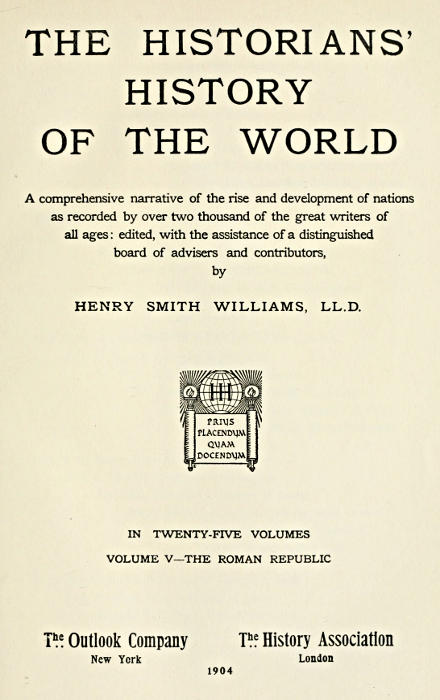 THE HISTORIANS'
HISTORY
OF THE WORLD
A comprehensive narrative of the rise and development of nations
as recorded by over two thousand of the great writers of
all ages: edited, with the assistance of a distinguished
board of advisers and contributors,
by
HENRY SMITH WILLIAMS, LL.D.
HH
PRIUS
PLACENDUM
QUAM
DOCENDUM
IN TWENTY-FIVE VOLUMES
VOLUME V—THE ROMAN REPUBLIC
The Outlook Company
New York
The History Association
London
1904